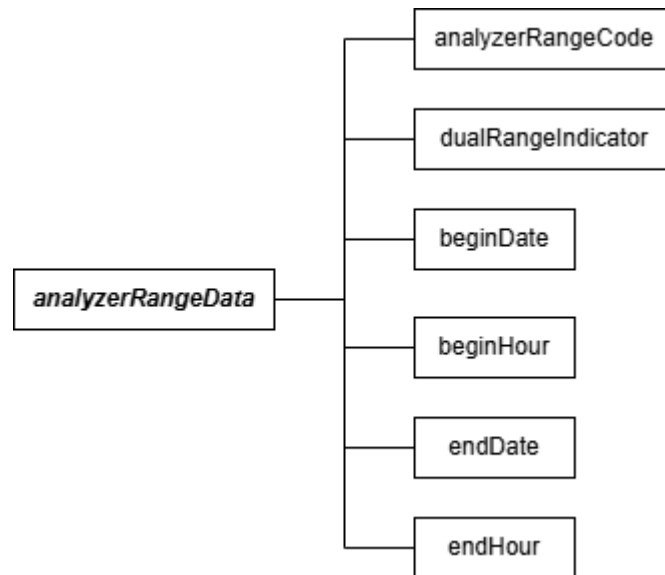 analyzerRangeCode
dualRangeIndicator
beginDate
analyzerRangeData
beginHour
endDate
endHour